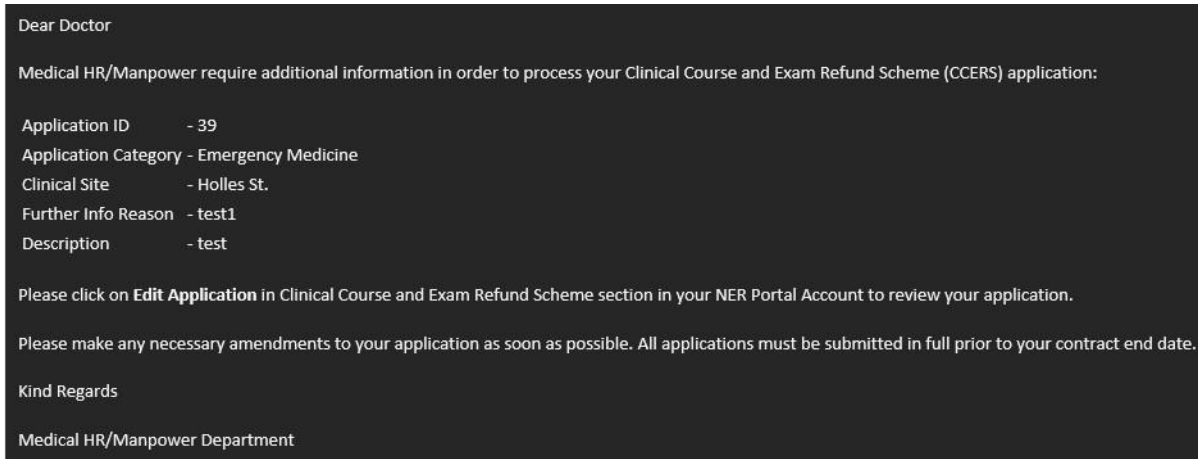 Dear Doctor
Medical HR/Manpower require additional information in order to process your Clinical Course and Exam Refund Scheme (CCERS) application:
Application ID - 39
Application Category - Emergency Medicine
Clinical Site - Holles St.
Further Info Reason - test1
Description - test
Please click on Edit Application in Clinical Course and Exam Refund Scheme section in your NER Portal Account to review your application.
Please make any necessary amendments to your application as soon as possible. All applications must be submitted in full prior to your contract end date.
Kind Regards
Medical HR/Manpower Department